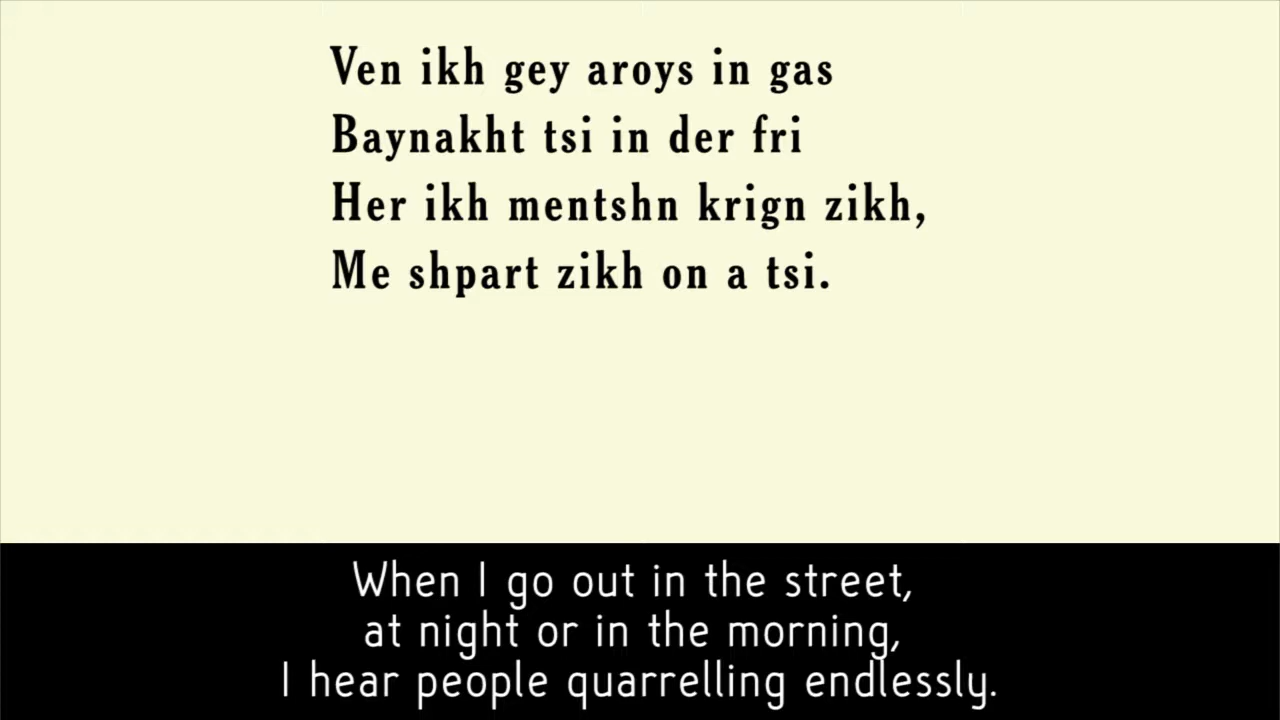 Ven ikh gey aroys in gas
Baynakht tsi in der fri
Her ikh mentshn krign zikh,
Me shpart zikh on a tsi.
When I go out in the street,
at night or in the morning,
I hear people quarrelling endlessly.